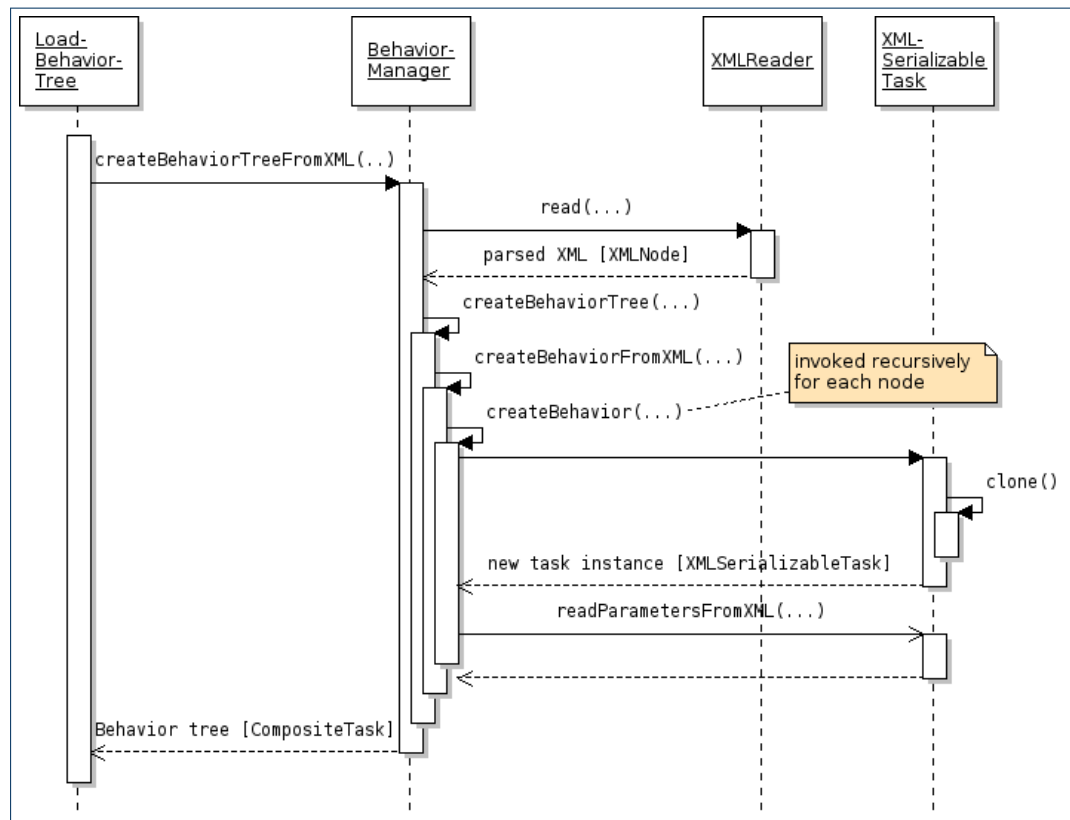 Load-
Behavior-
Tree
Behavior-
Manager
XMLReader
XML-
Serializable
Task
createBehaviorTreeFromXML(..)
read(...)
parsed XML [XMLNode]
createBehaviorTree(...)
createBehaviorFromXML(...)
invoked recursively
for each node
createBehavior(...)
clone()
new task instance [XMLSerializableTask]
readParametersFromXML(...)
Behavior tree [CompositeTask]